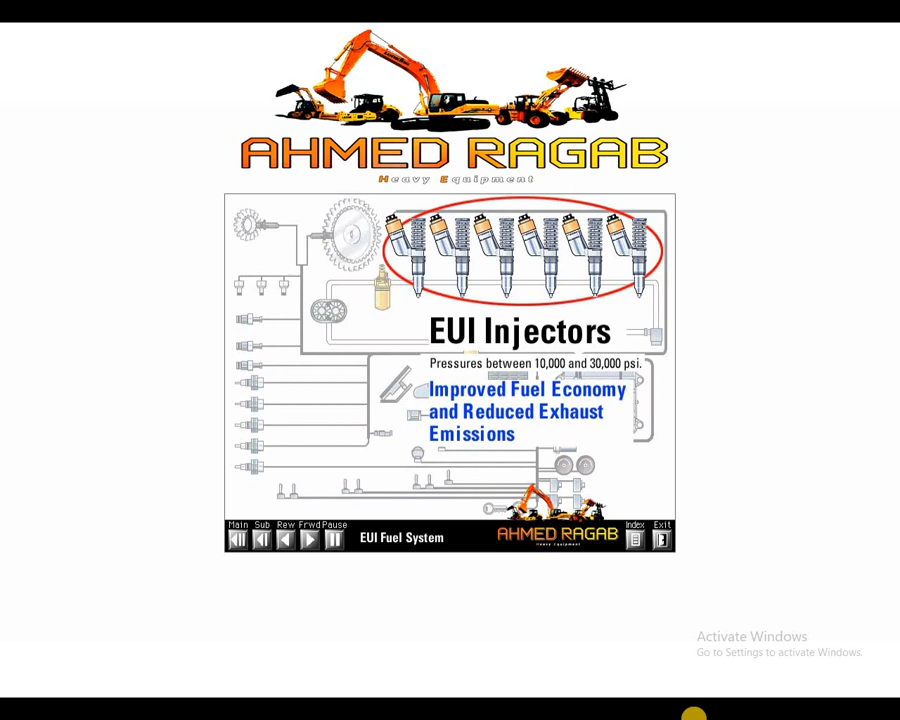 AHMED RAGAB
Heavy Equipment
EUI Injectors
Pressures between 10,000 and 30,000 psi.
Improved Fuel Economy
and Reduced Exhaust
Emissions
Main Sub Rew Frwd Pause
EUI Fuel System
AHMED RAGAB
Heavy Equipment
Index Exit
Activate Windows
Go to Settings to activate Windows.